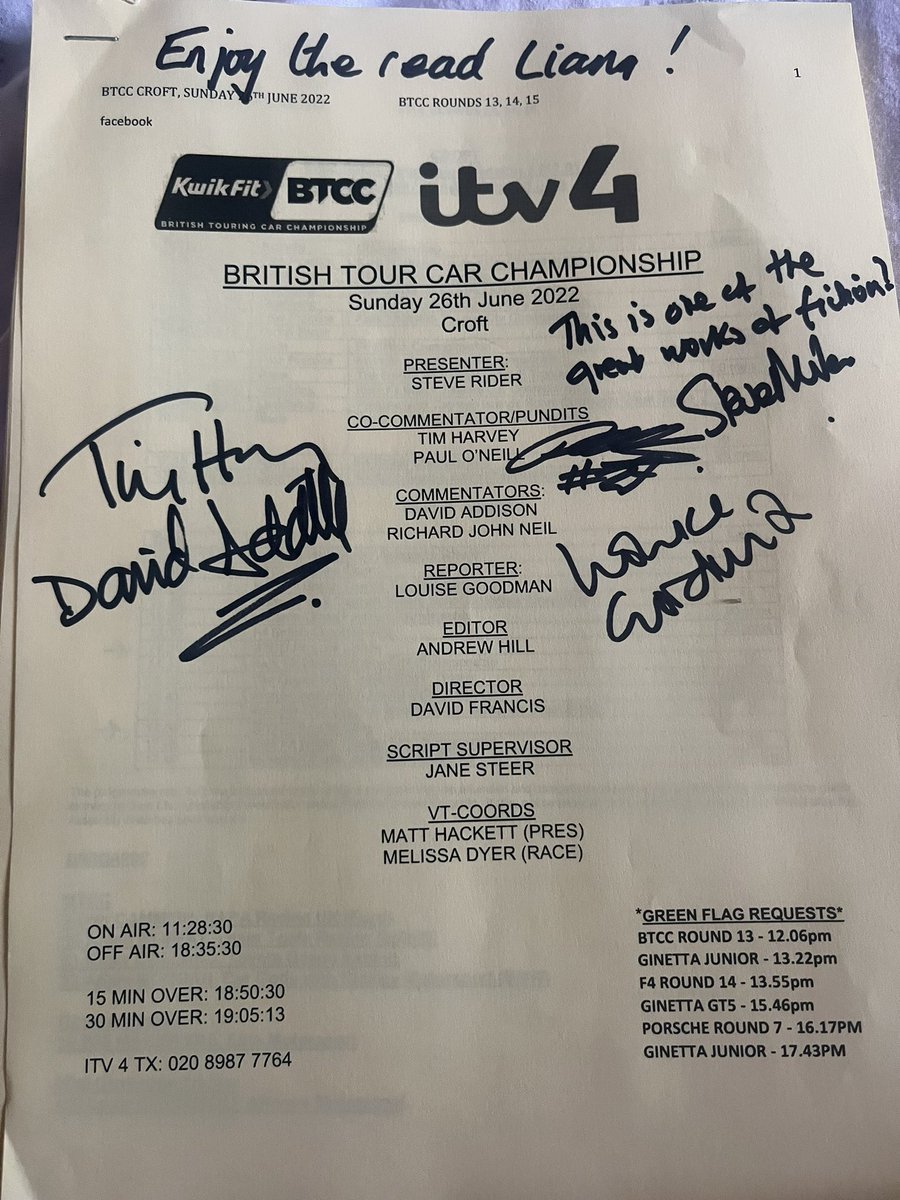 Enjoy the read Liam!
1
BTCC CROFT, SUNDAY 26TH JUNE 2022
BTCC ROUNDS 13, 14, 15
facebook
KwikFit BTCC
BRITISH TOURING CAR CHAMPIONSHIP
itv4
BRITISH TOUR CAR CHAMPIONSHIP
Sunday 26th June 2022
Croft
This is one of the
great works of fiction?
Steve Rider
PRESENTER:
STEVE RIDER
CO-COMMENTATOR/PUNDITS
TIM HARVEY
PAUL O'NEILL
Tim Harvey
David Addison
COMMENTATORS:
DAVID ADDISON
RICHARD JOHN NEIL
Louise
Goodman
REPORTER:
LOUISE GOODMAN
EDITOR
ANDREW HILL
DIRECTOR
DAVID FRANCIS
SCRIPT SUPERVISOR
JANE STEER
VT-COORDS
MATT HACKETT (PRES)
MELISSA DYER (RACE)
ON AIR: 11:28:30
OFF AIR: 18:35:30
15 MIN OVER: 18:50:30
30 MIN OVER: 19:05:13
ITV 4 TX: 020 8987 7764
*GREEN FLAG REQUESTS*
BTCC ROUND 13 - 12.06pm
GINETTA JUNIOR - 13.22pm
F4 ROUND 14 - 13.55pm
GINETTA GT5 - 15.46pm
PORSCHE ROUND 7 - 16.17PM
GINETTA JUNIOR - 17.43PM